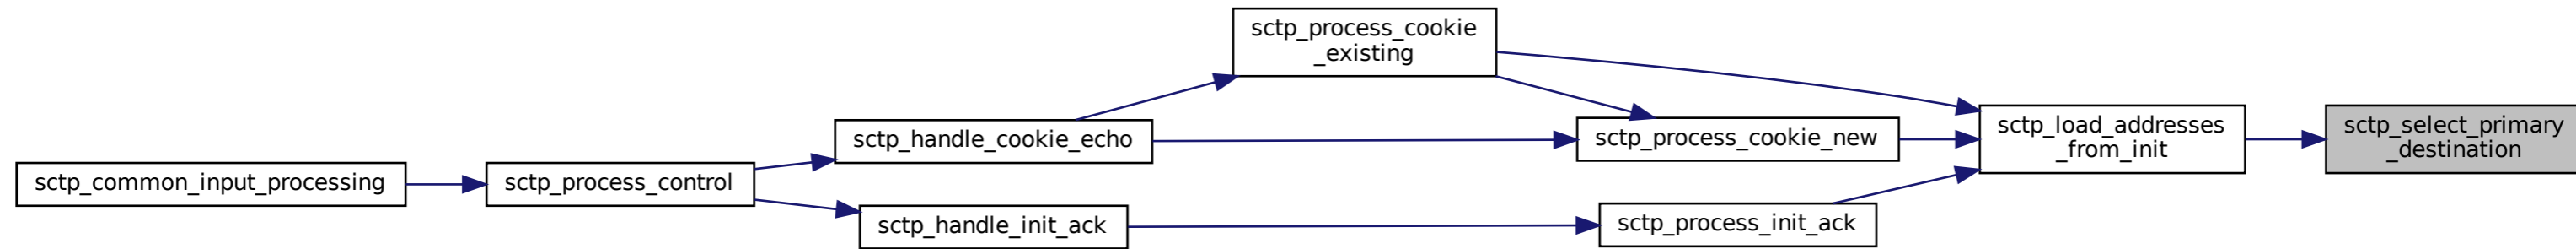 sctp_common_input_processing
sctp_process_control
sctp_handle_cookie_echo
sctp_handle_init_ack
sctp_process_cookie
_existing
sctp_process_cookie_new
sctp_process_init_ack
sctp_load_addresses
_from_init
sctp_select_primary
_destination